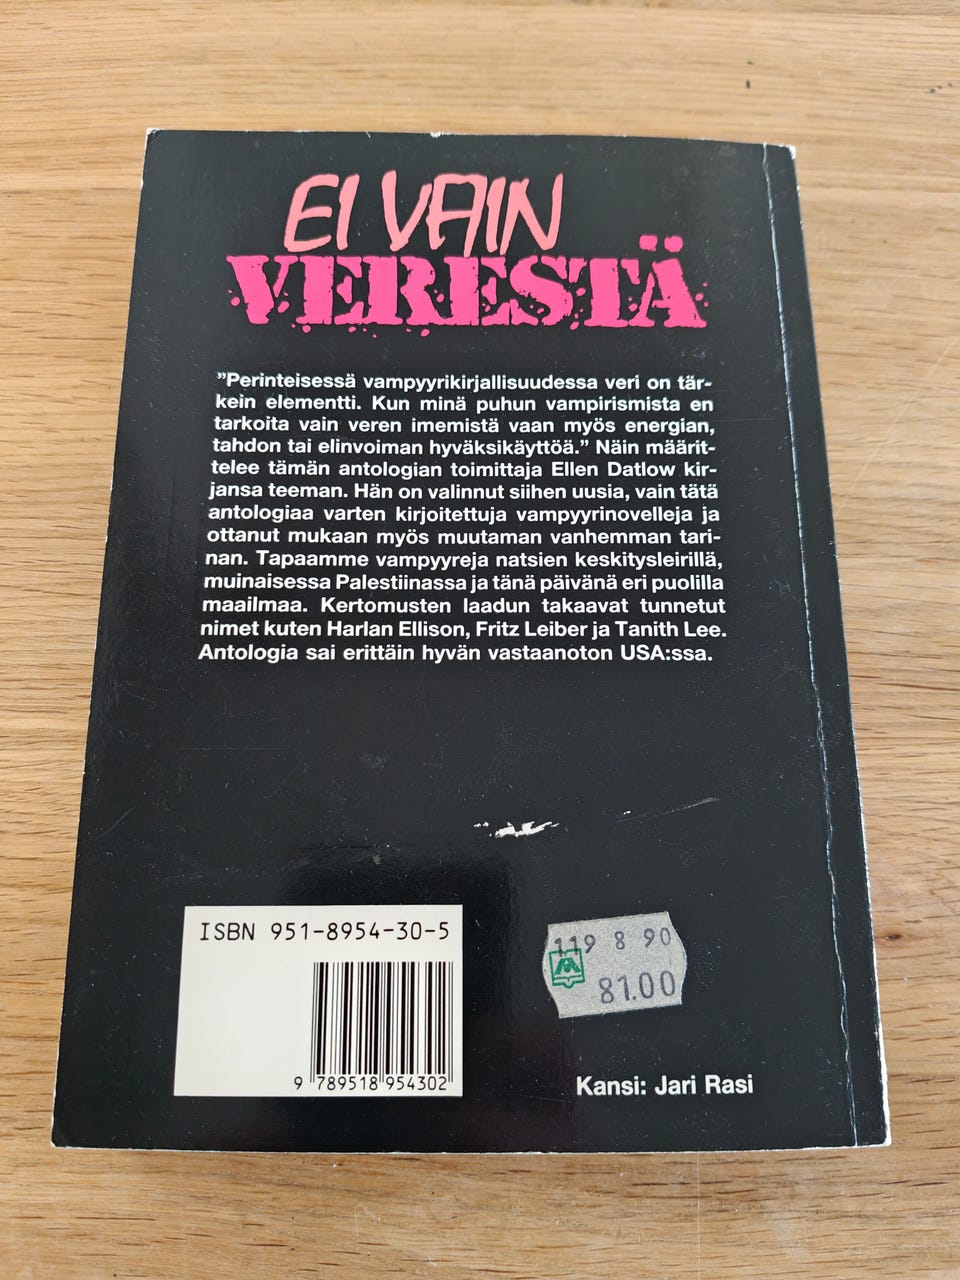 EI VAIN
VERESTÄ
”Perinteisessä vampyyrikirjallisuudessa veri on tär-
kein elementti. Kun minä puhun vampirismista en
tarkoita vain veren imemistä vaan myös energian,
tahdon tai elinvoiman hyväksikäyttöä.” Näin määrit-
telee tämän antologian toimittaja Ellen Datlow kir-
jansa teeman. Hän on valinnut siihen uusia, vain tätä
antologiaa varten kirjoitettuja vampyyrinovelleja ja
ottanut mukaan myös muutaman vanhemman tari-
nan. Tapaamme vampyyreja natsien keskitysleirillä,
muinaisessa Palestiinassa ja tänä päivänä eri puolilla
maailmaa. Kertomusten laadun takaavat tunnetut
nimet kuten Harlan Ellison, Fritz Leiber ja Tanith Lee.
Antologia sai erittäin hyvän vastaanoton USA:ssa.
ISBN 951-8954-30-5
9 789518 954302
119 8 90
81.00
Kansi: Jari Rasi